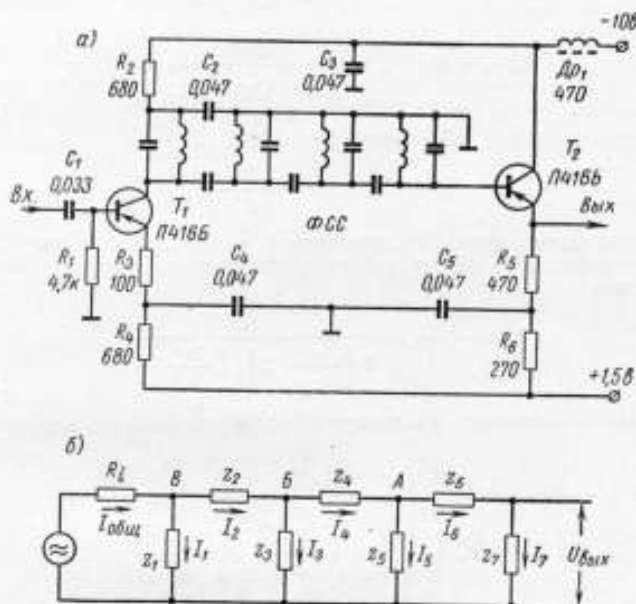 а)
-10в
R2
680
C2
0,047
C3
0,047
Др1
470
C1
0,033
Вх.
T1
П416Б
ФСС
T2
П416Б
Вых
R1
4,7к
R3
100
C4
0,047
C5
0,047
R5
470
R4
680
R6
270
+1,5в
б)
Ri
В
Z2
Б
Z4
А
Z6
Iобщ
I2
I4
I6
Z1
I1
Z3
I3
Z5
I5
Z7
I7
Uвых